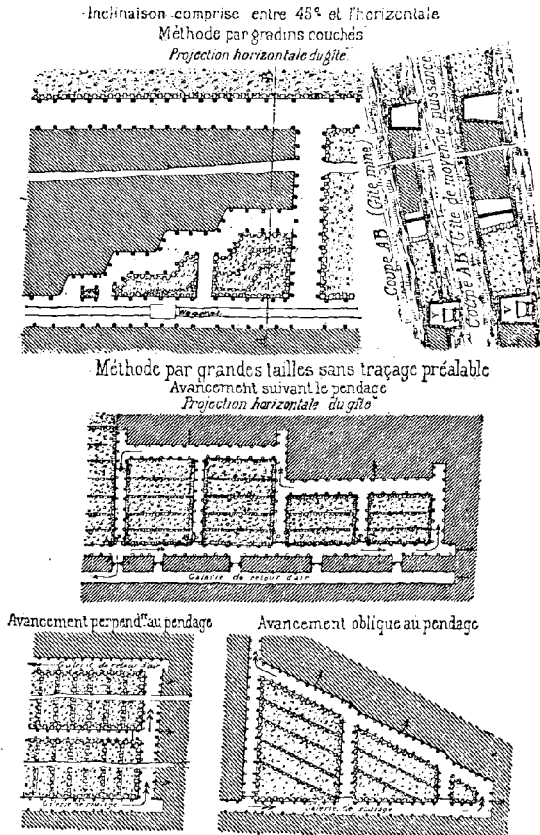 Inclinaison comprise entre 45° et l'horizontale
Méthode par gradins couchés
Projection horizontale du gîte
Coupe AB (Gîte mince)
Coupe AB (Gîte de moyenne puissance)
Wagonet
Méthode par grandes tailles sans traçage préalable
Avancement suivant le pendage
Projection horizontale du gîte
Galerie de retour d'air
Avancement perpend.re au pendage
Avancement oblique au pendage
Galerie de retour d'air
Galerie de roulage
Galerie de roulage